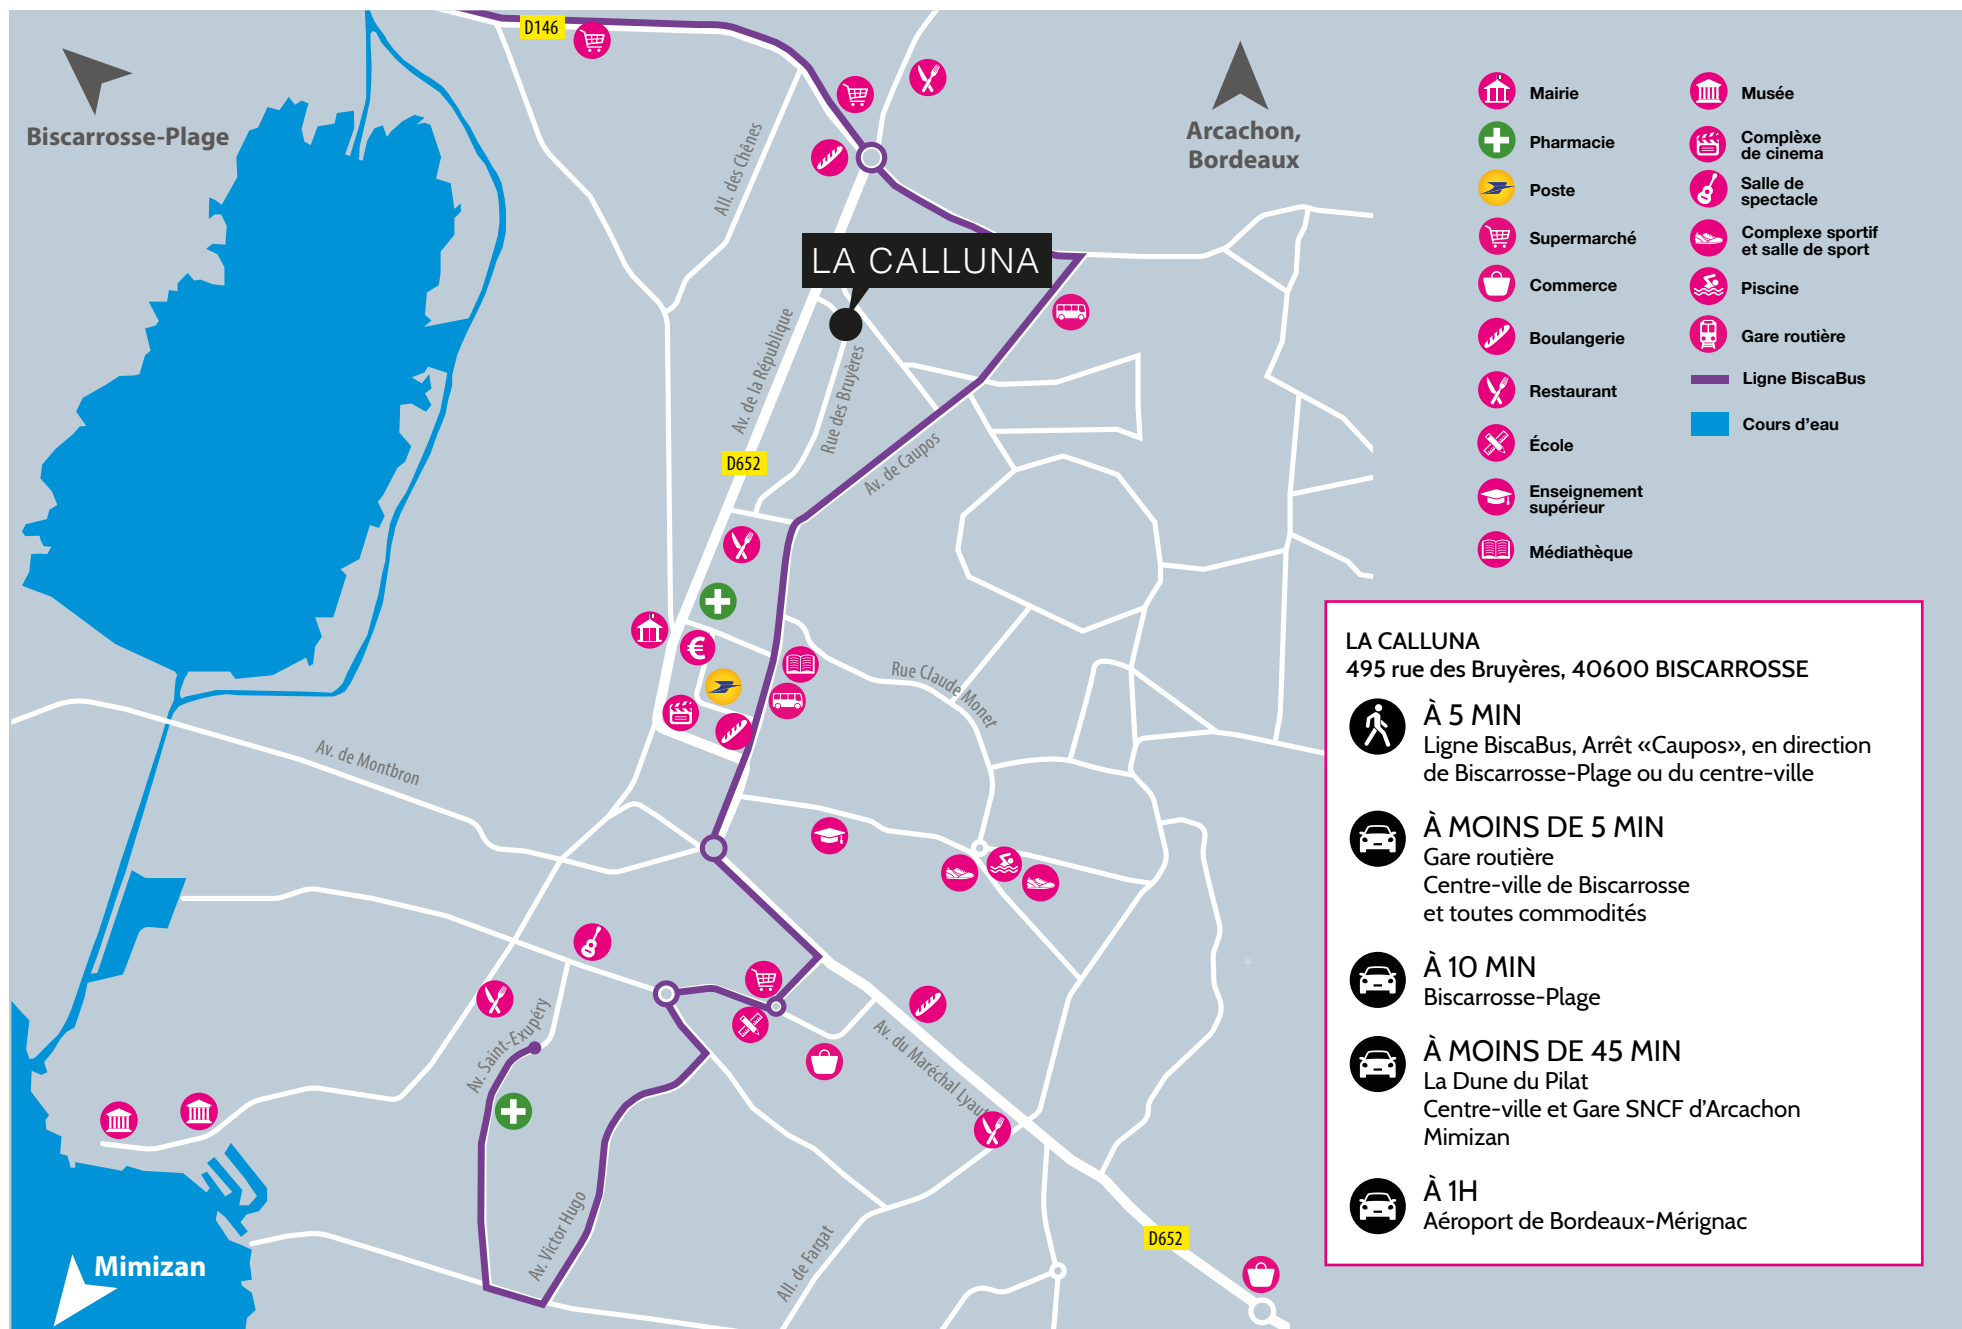 D146
Biscarrosse-Plage
Arcachon,
Bordeaux
All. des Chênes
LA CALLUNA
Av. de la République
Rue des Bruyères
D652
Av. de Caupos
€
Rue Claude Monet
Av. de Montbron
Av. Saint-Exupéry
Av. du Maréchal Lyaut
Av. Victor Hugo
All. de Fargat
D652
Mimizan
Mairie
Pharmacie
Poste
Supermarché
Commerce
Boulangerie
Restaurant
École
Enseignement
supérieur
Médiathèque
Musée
Complèxe
de cinema
Salle de
spectacle
Complexe sportif
et salle de sport
Piscine
Gare routière
Ligne BiscaBus
Cours d’eau
LA CALLUNA
495 rue des Bruyères, 40600 BISCARROSSE
À 5 MIN
Ligne BiscaBus, Arrêt «Caupos», en direction
de Biscarrosse-Plage ou du centre-ville
À MOINS DE 5 MIN
Gare routière
Centre-ville de Biscarrosse
et toutes commodités
À 10 MIN
Biscarrosse-Plage
À MOINS DE 45 MIN
La Dune du Pilat
Centre-ville et Gare SNCF d’Arcachon
Mimizan
À 1H
Aéroport de Bordeaux-Mérignac